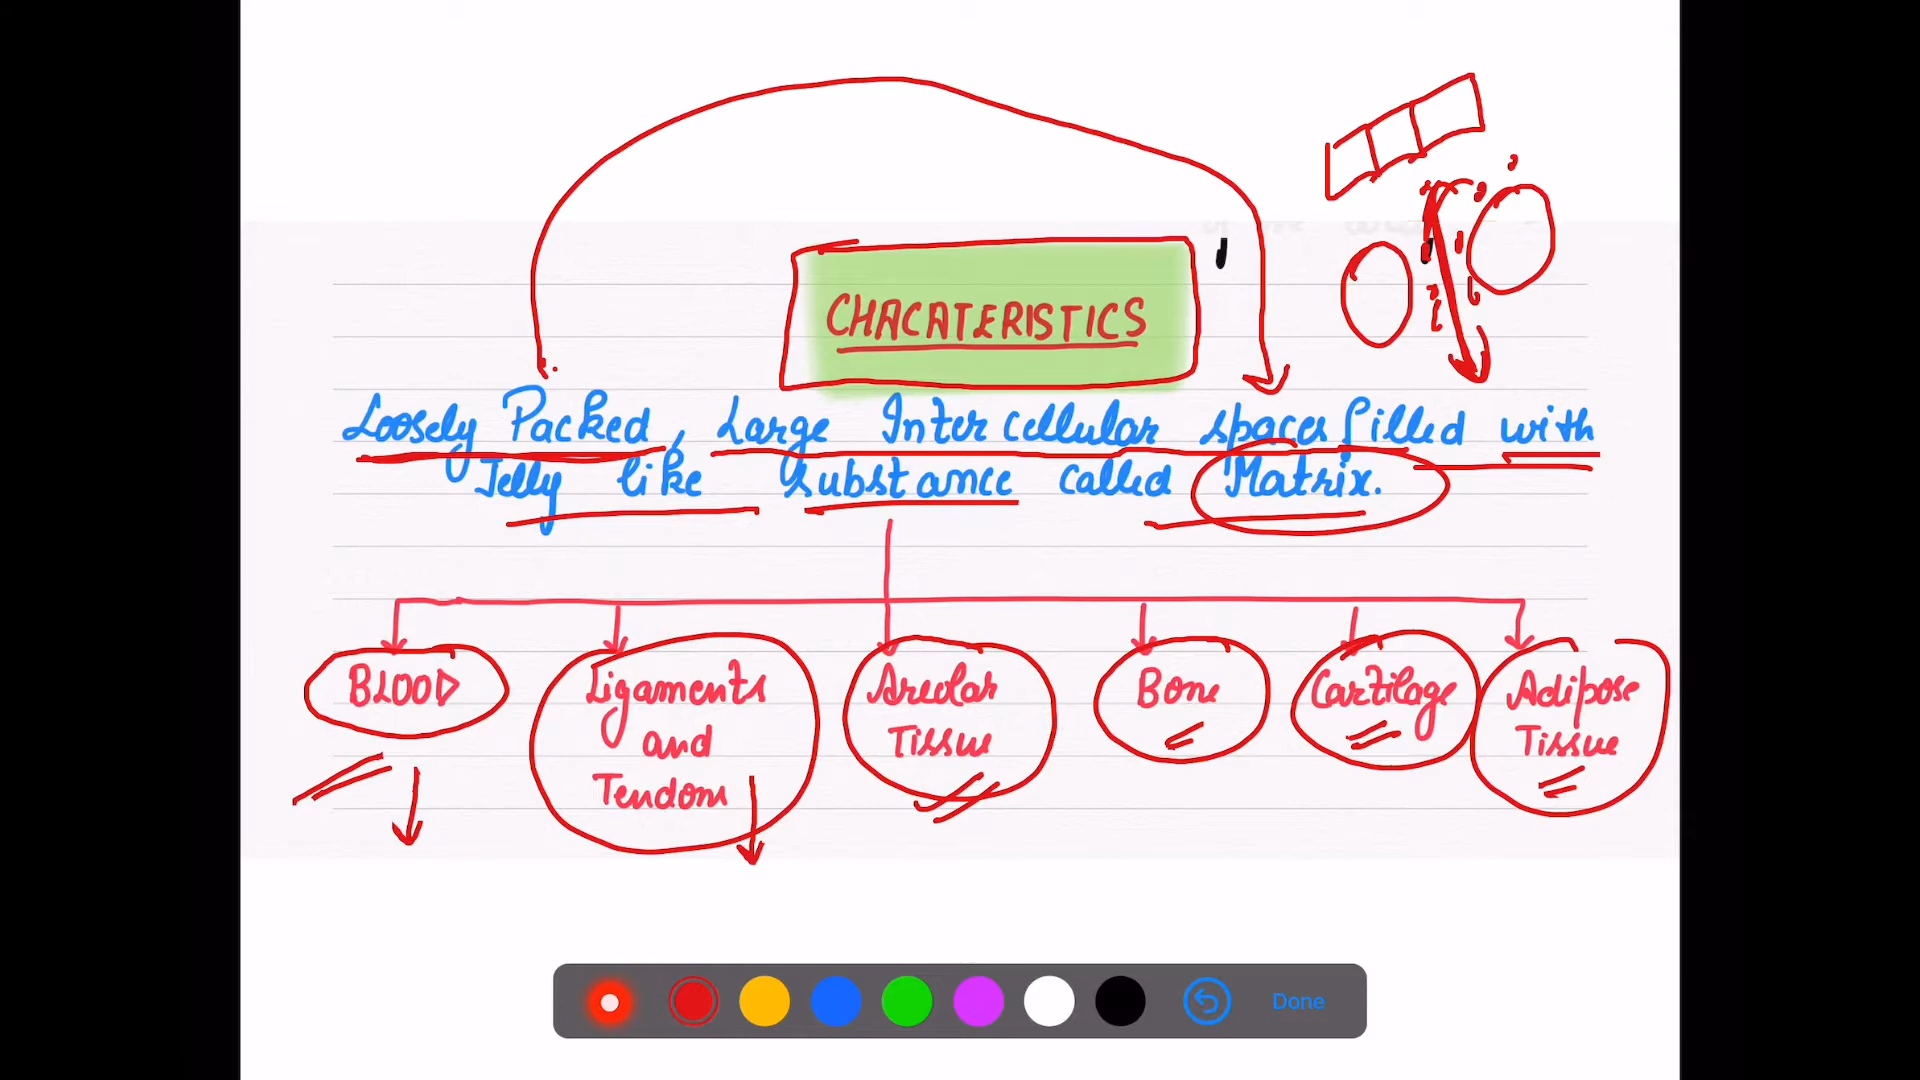 CHACATERISTICS
Loosely Packed, Large Intercellular spaces filled with
Jelly like substance called Matrix.
BLOOD
Ligaments
and
Tendons
Areolar
Tissue
Bone
Cartilage
Adipose
Tissue
Done